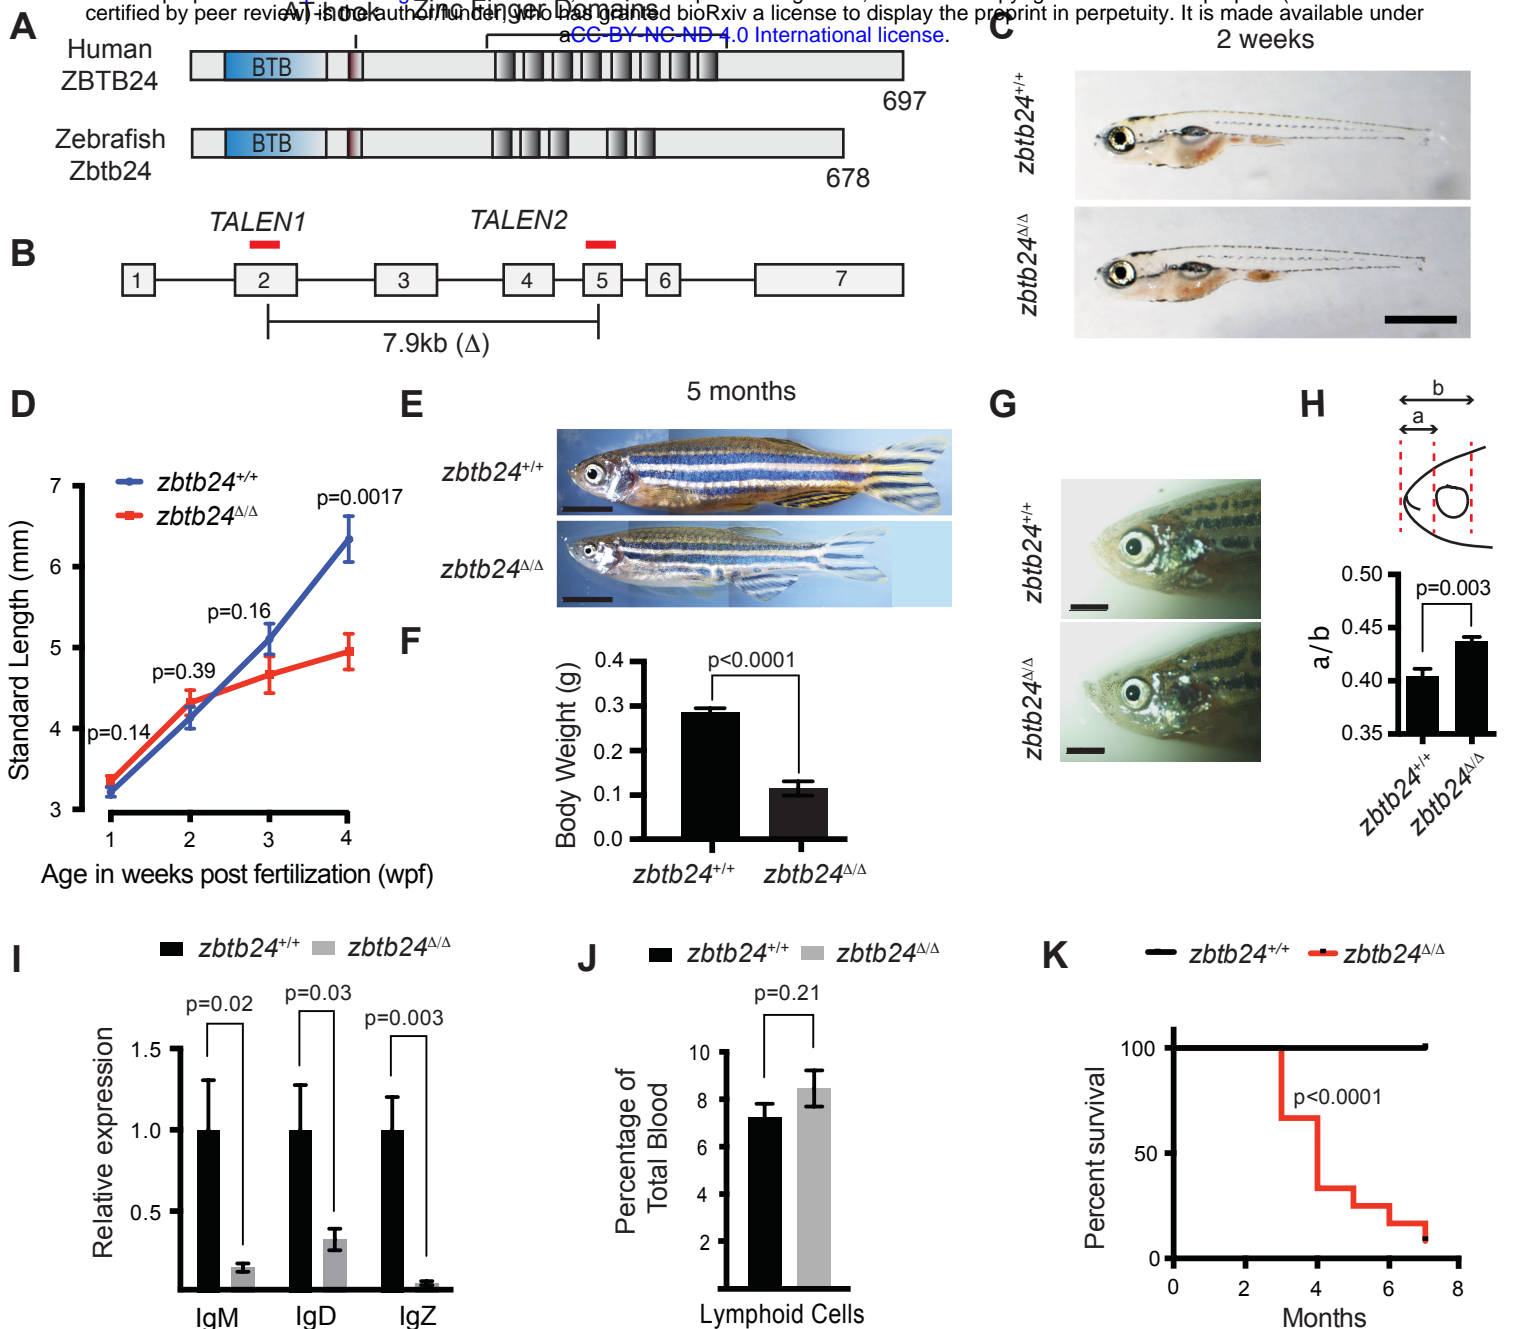 certified by peer review) is the author/funder, who has granted bioRxiv a license to display the preprint in perpetuity. It is made available under
aCC-BY-NC-ND 4.0 International license.
A
AT-hook
Zinc Finger Domains
Human
ZBTB24
BTB
697
Zebrafish
Zbtb24
BTB
678
B
TALEN1
TALEN2
1
2
3
4
5
6
7
7.9kb (Δ)
C
2 weeks
zbtb24+/+
zbtb24Δ/Δ
D
zbtb24+/+
zbtb24Δ/Δ
Standard Length (mm)
7
6
5
4
3
p=0.14
p=0.39
p=0.16
p=0.0017
1
2
3
4
Age in weeks post fertilization (wpf)
E
5 months
zbtb24+/+
zbtb24Δ/Δ
F
Body Weight (g)
0.4
0.3
0.2
0.1
0.0
p<0.0001
zbtb24+/+
zbtb24Δ/Δ
G
zbtb24+/+
zbtb24Δ/Δ
H
b
a
a/b
0.50
0.45
0.40
0.35
p=0.003
zbtb24+/+
zbtb24Δ/Δ
I
zbtb24+/+
zbtb24Δ/Δ
Relative expression
1.5
1.0
0.5
p=0.02
p=0.03
p=0.003
IgM
IgD
IgZ
J
zbtb24+/+
zbtb24Δ/Δ
Percentage of
Total Blood
10
8
6
4
2
p=0.21
Lymphoid Cells
K
zbtb24+/+
zbtb24Δ/Δ
Percent survival
100
50
0
p<0.0001
0
2
4
6
8
Months